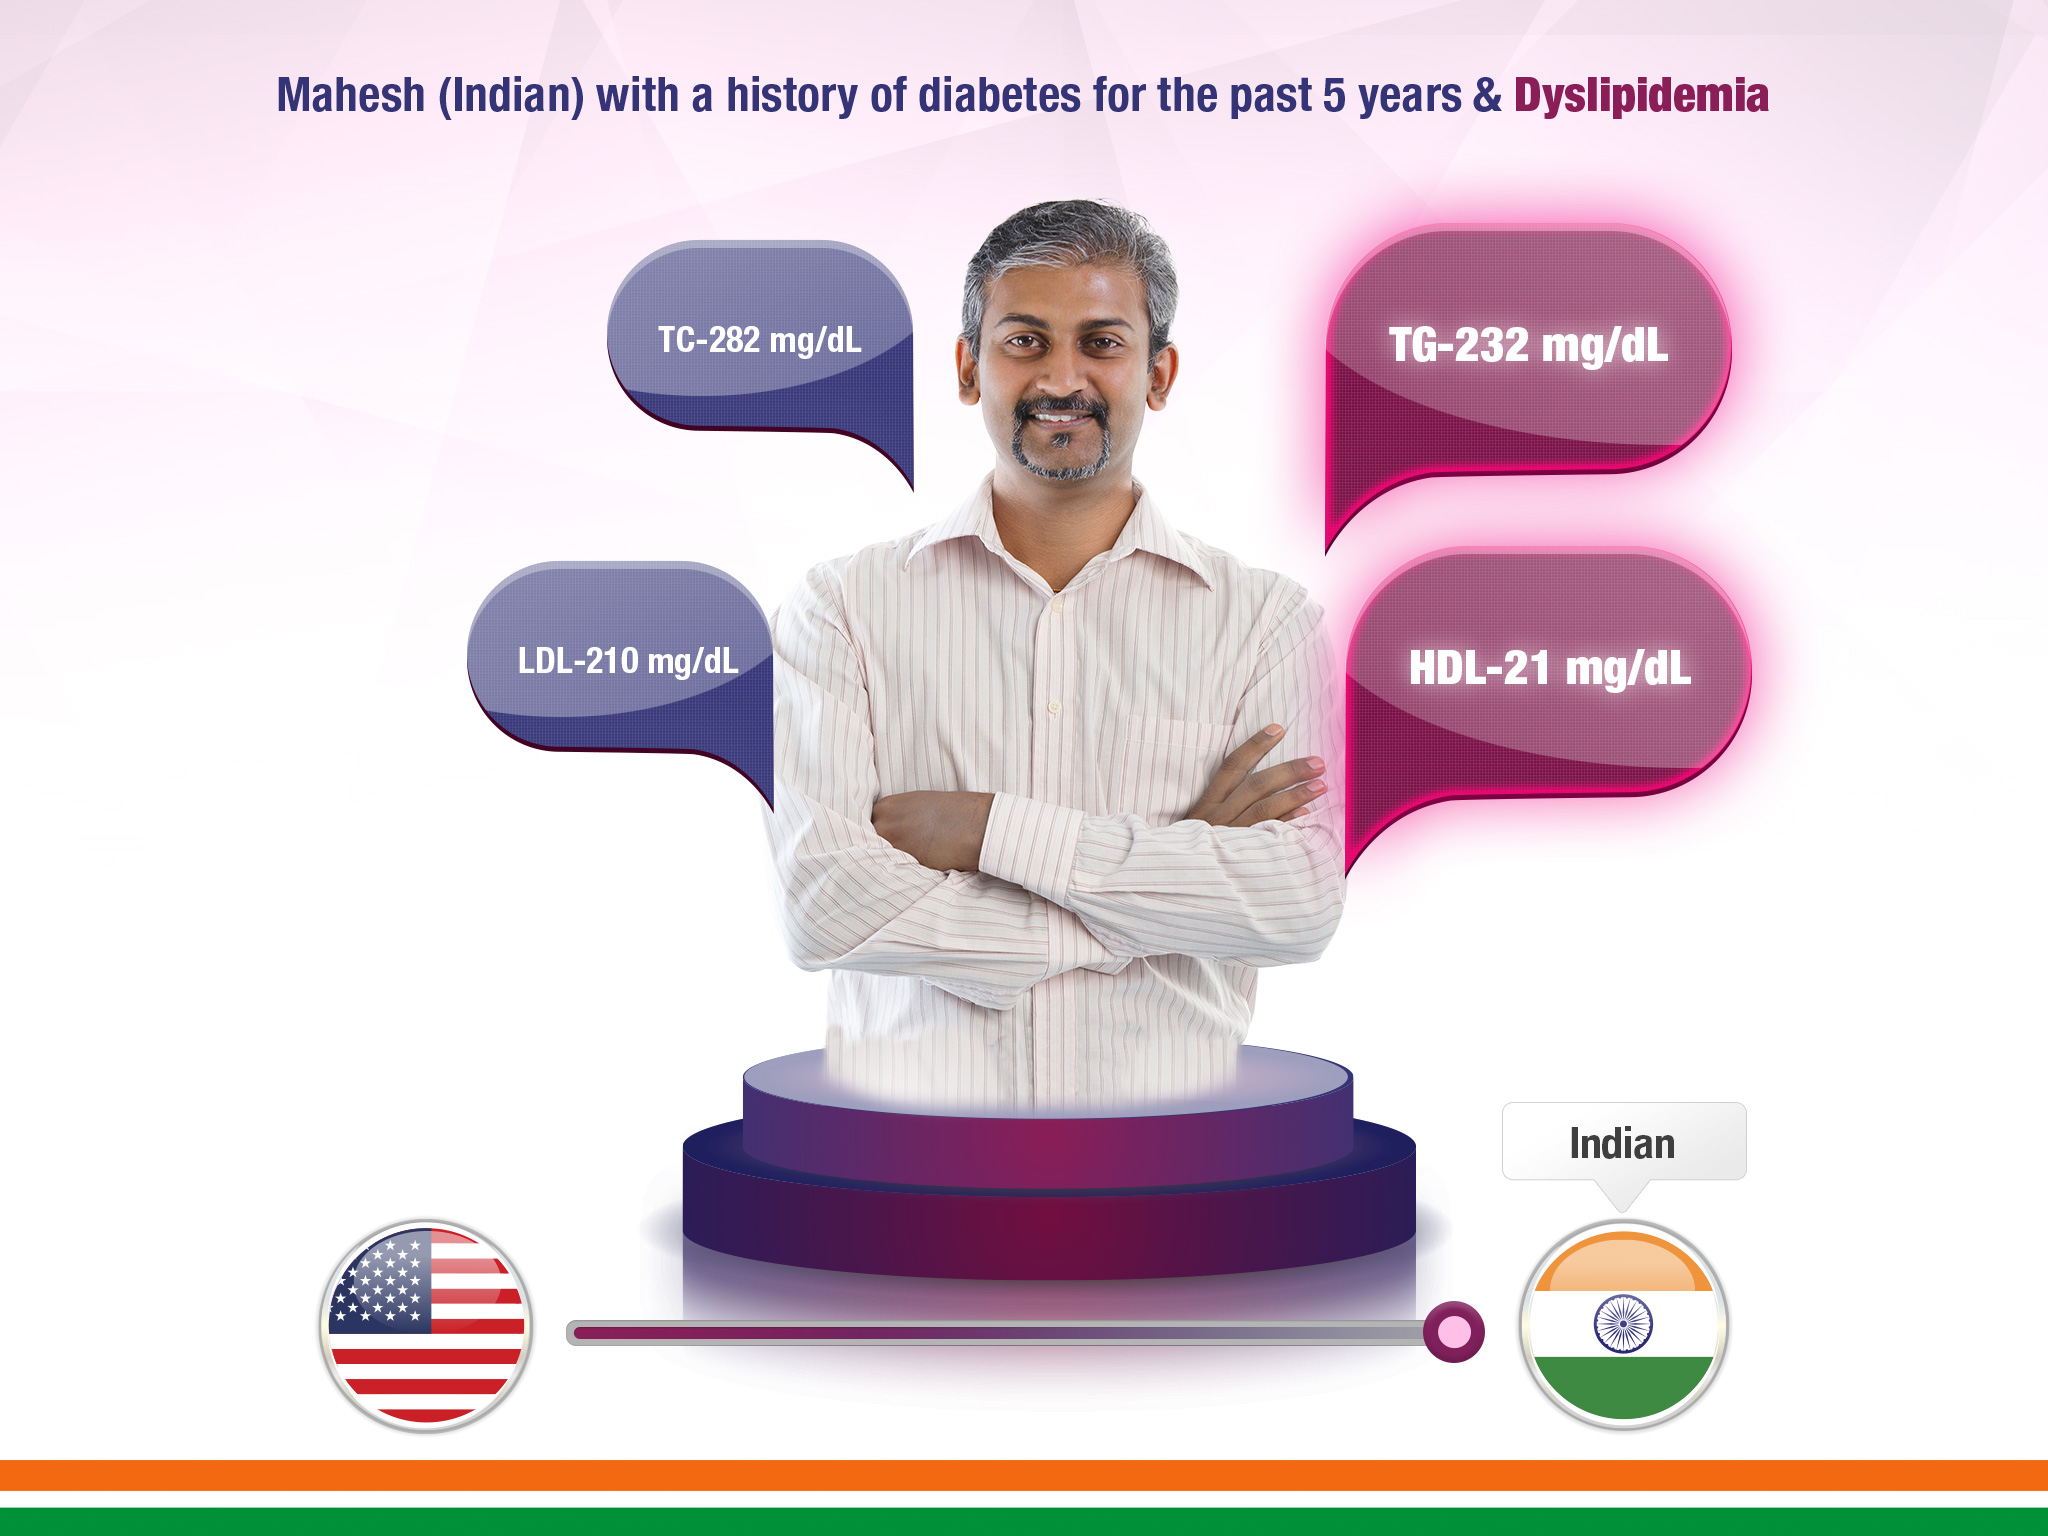 Mahesh (Indian) with a history of diabetes for the past 5 years & Dyslipidemia
TC-282 mg/dL
TG-232 mg/dL
LDL-210 mg/dL
HDL-21 mg/dL
Indian